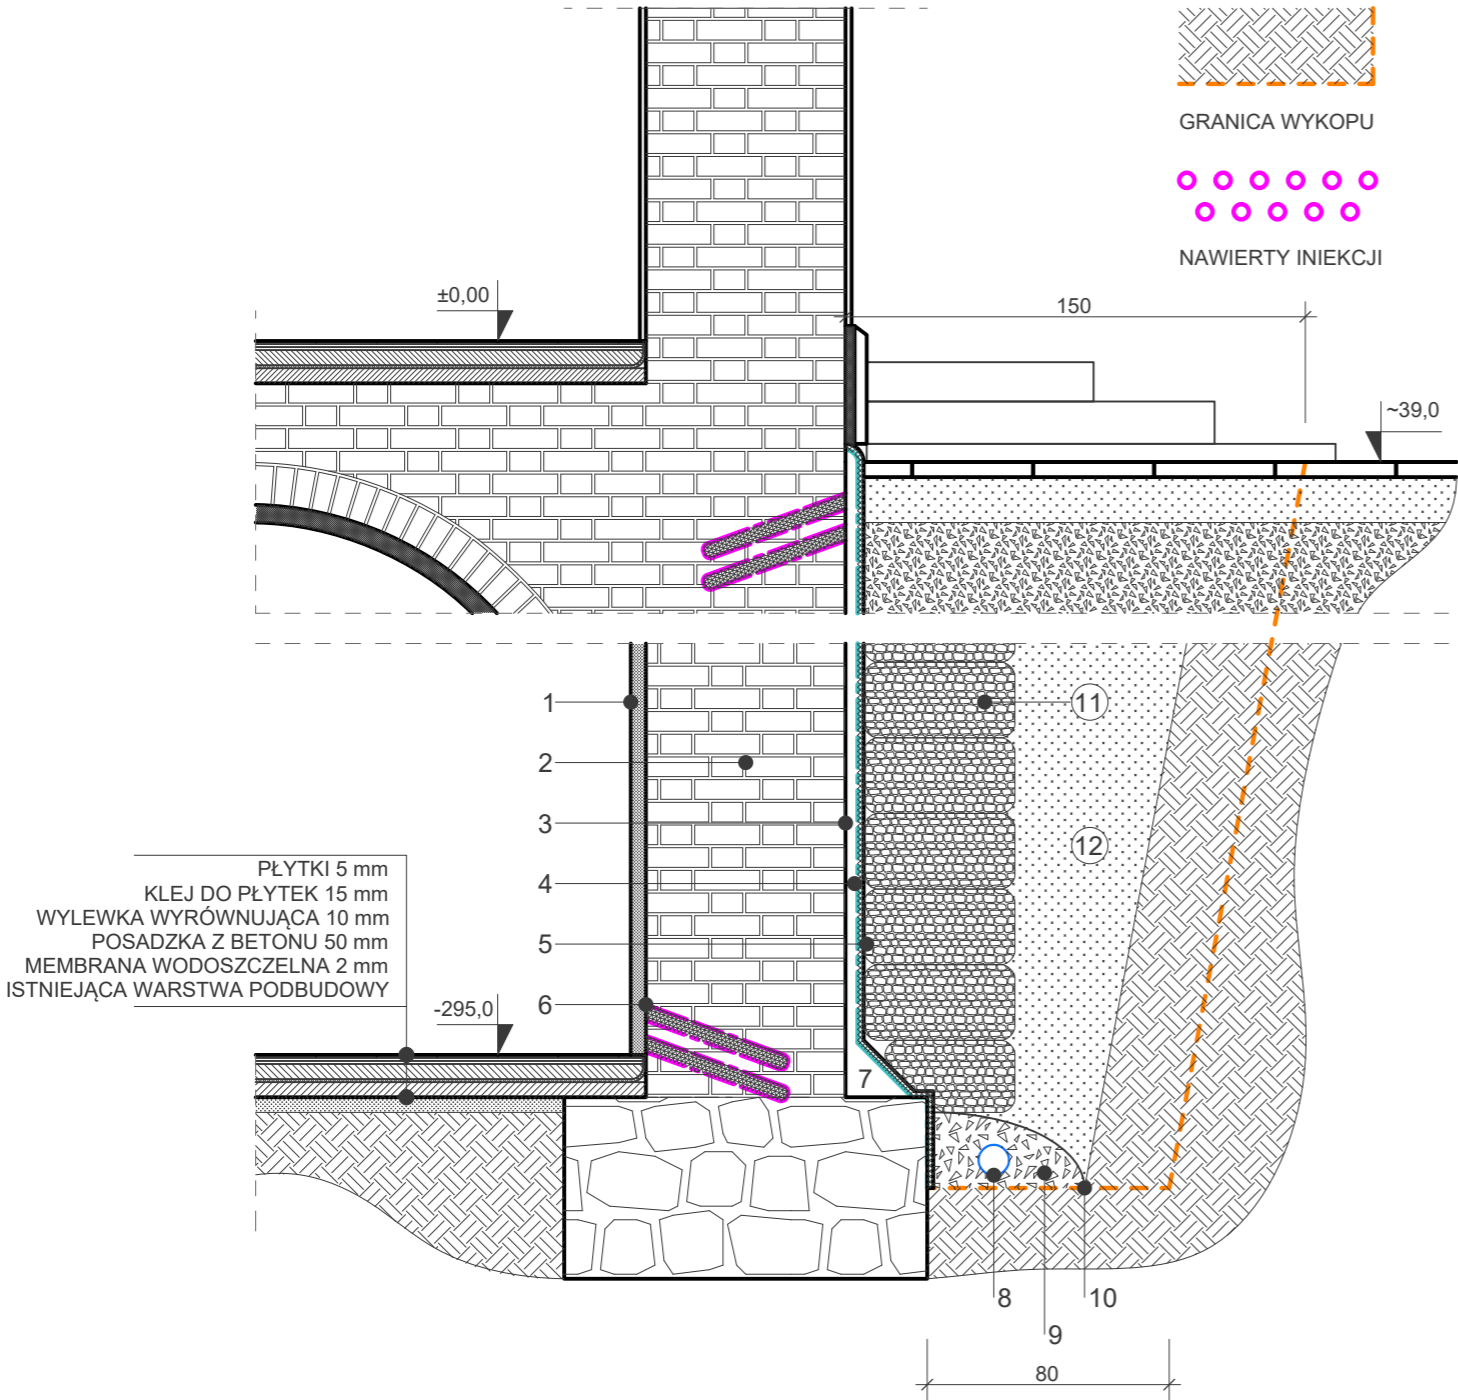 GRANICA WYKOPU
NAWIERTY INIEKCJI
±0,00
150
~39,0
1
11
2
3
12
4
PŁYTKI 5 mm
KLEJ DO PŁYTEK 15 mm
WYLEWKA WYRÓWNUJĄCA 10 mm
POSADZKA Z BETONU 50 mm
MEMBRANA WODOSZCZELNA 2 mm
ISTNIEJĄCA WARSTWA PODBUDOWY
5
6
-295,0
7
8
10
9
80